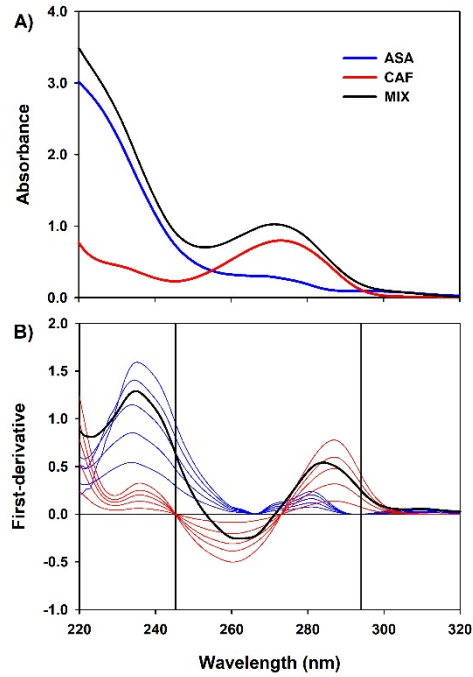 A)
4.0
3.0
2.0
1.0
0.0
Absorbance
ASA
CAF
MIX
B)
2.0
1.5
1.0
0.5
0.0
-0.5
-1.0
First-derivative
220 240 260 280 300 320
Wavelength (nm)